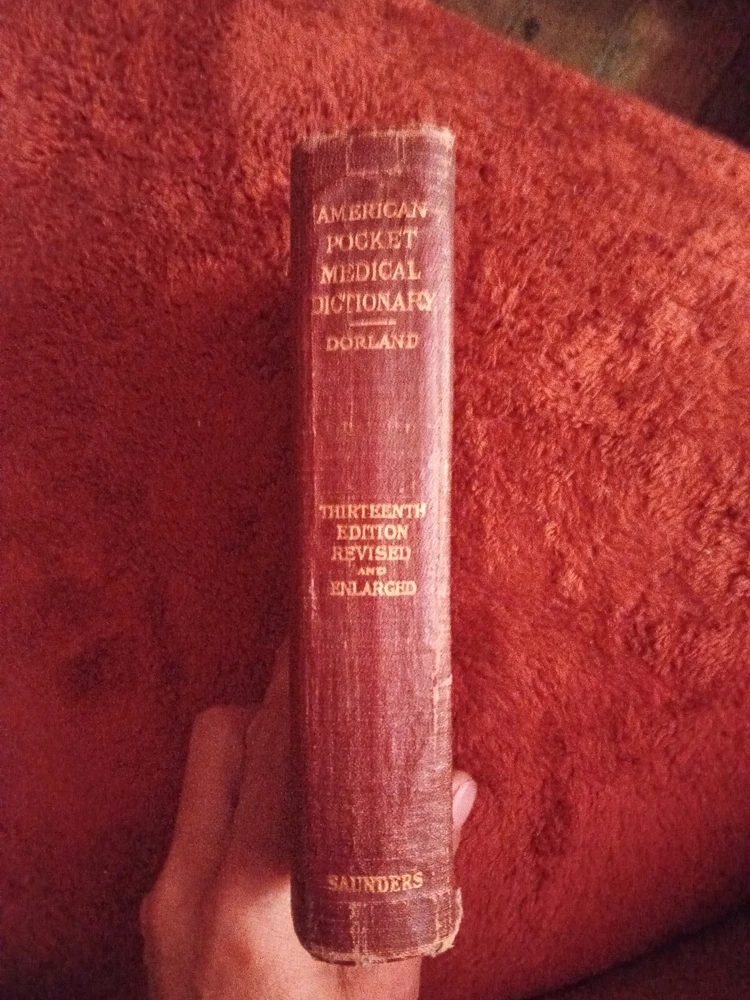 AMERICAN
POCKET
MEDICAL
DICTIONARY
DORLAND
THIRTEENTH
EDITION
REVISED
AND
ENLARGED
SAUNDERS